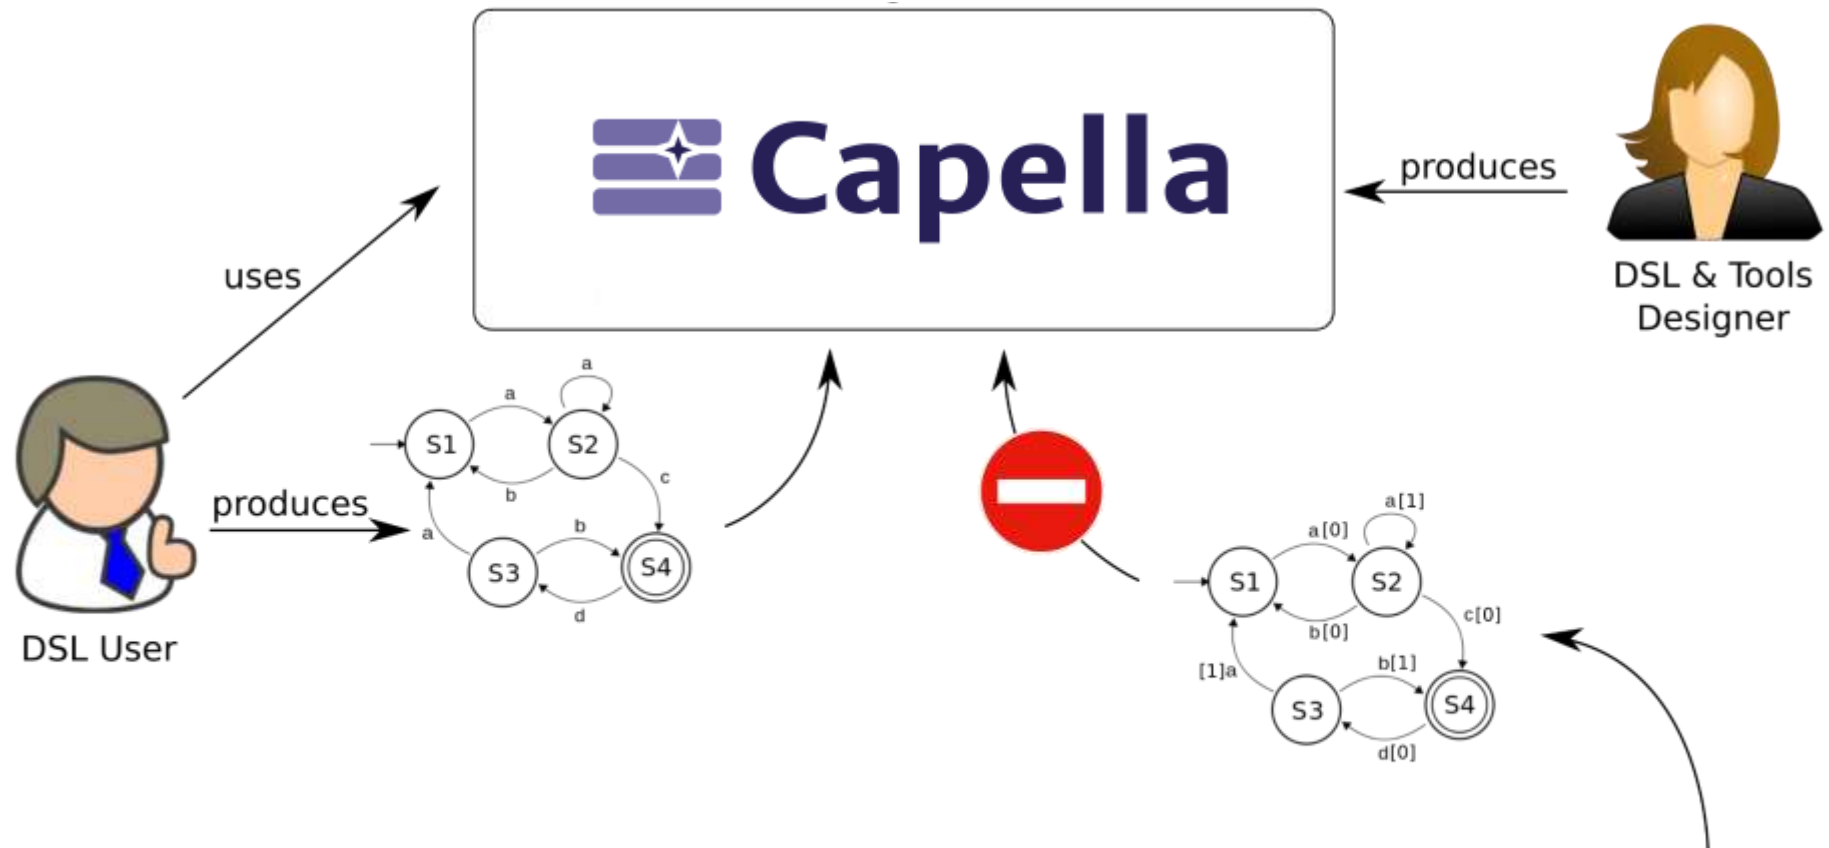 Capella
produces
DSL & Tools
Designer
uses
DSL User
produces
a
a
S1
S2
b
c
a
b
S3
S4
d
a[1]
a[0]
S1
S2
b[0]
c[0]
[1]a
b[1]
S3
S4
d[0]